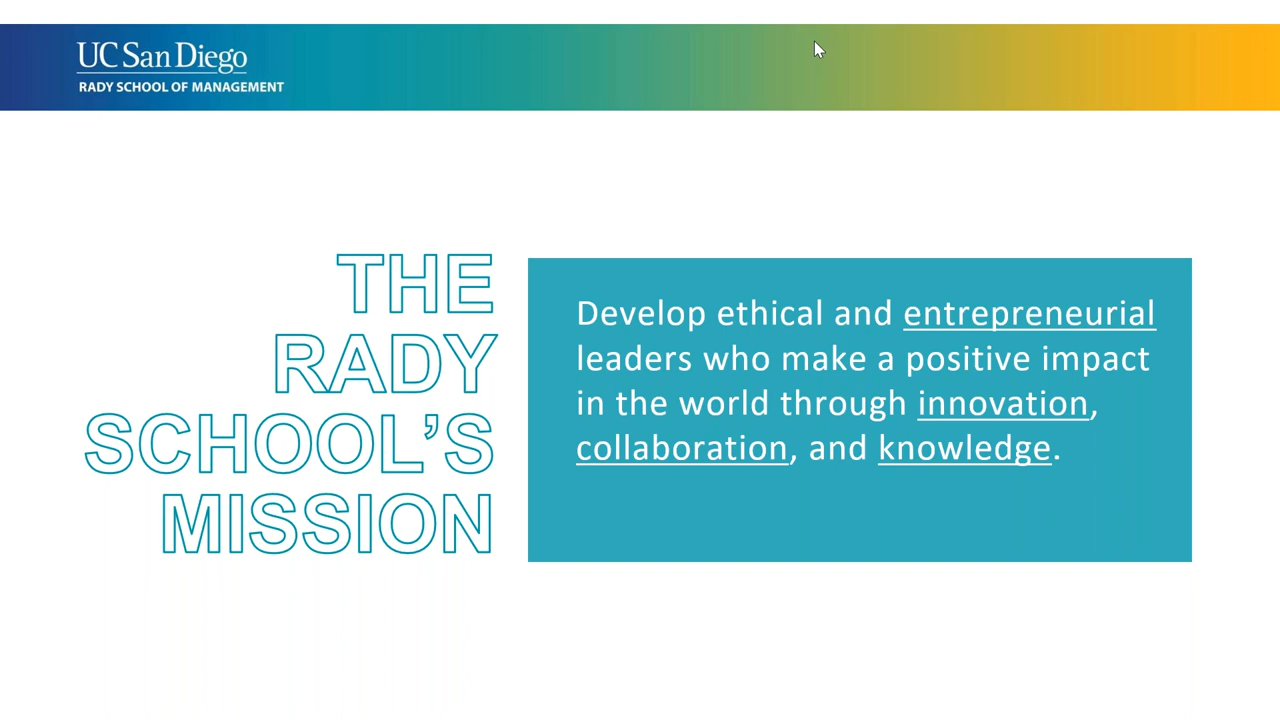 UC San Diego
RADY SCHOOL OF MANAGEMENT
THE
RADY
SCHOOL’S
MISSION
Develop ethical and entrepreneurial
leaders who make a positive impact
in the world through innovation,
collaboration, and knowledge.